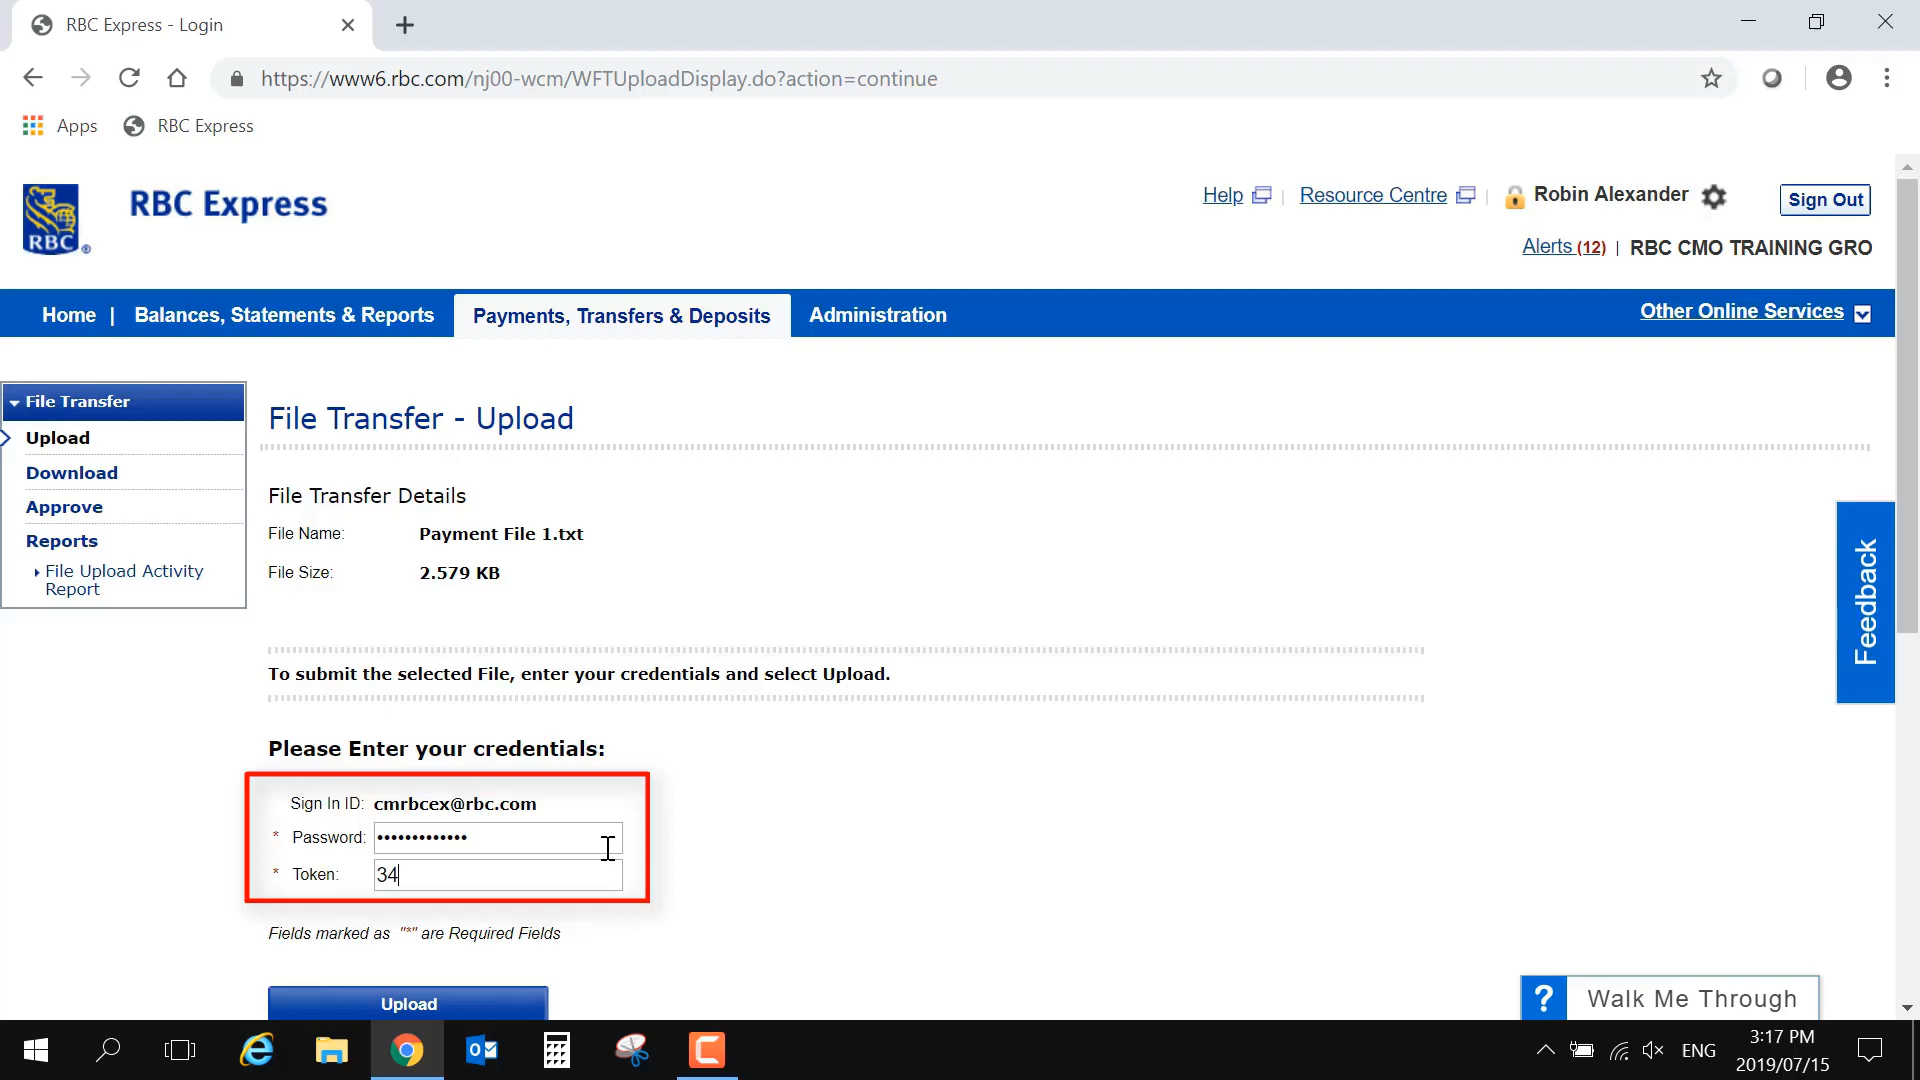 RBC Express - Login
https://www6.rbc.com/nj00-wcm/WFTUploadDisplay.do?action=continue
Apps RBC Express
RBC®
RBC Express
Help | Resource Centre | Robin Alexander Sign Out
Alerts (12) | RBC CMO TRAINING GRO
Home | Balances, Statements & Reports Payments, Transfers & Deposits Administration Other Online Services
File Transfer
Upload
Download
Approve
Reports
File Upload Activity
Report
File Transfer - Upload
File Transfer Details
File Name: Payment File 1.txt
File Size: 2.579 KB
To submit the selected File, enter your credentials and select Upload.
Please Enter your credentials:
Sign In ID: cmrbcex@rbc.com
* Password: •••••••••••••
* Token: 34
Fields marked as "*" are Required Fields
Upload
Feedback
? Walk Me Through
ENG
3:17 PM
2019/07/15